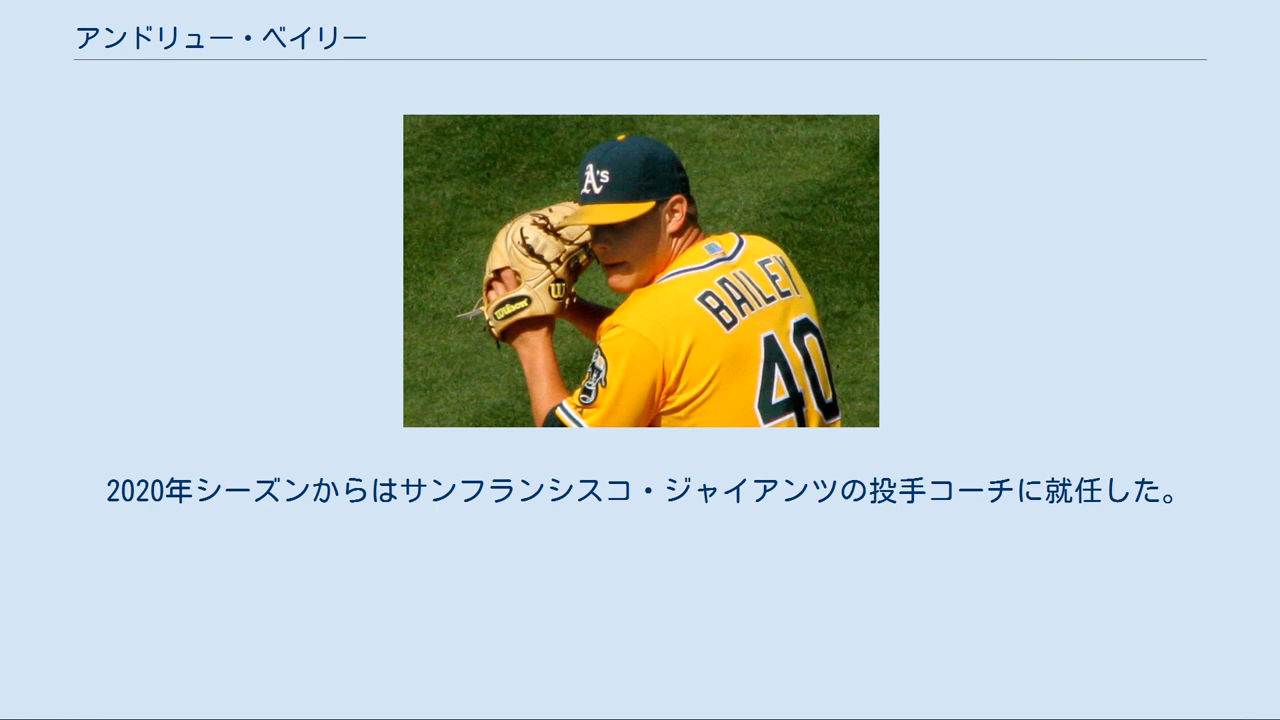 アンドリュー・ベイリー
A's
Wilson
W
BAILEY
40
2020年シーズンからはサンフランシスコ・ジャイアンツの投手コーチに就任した。